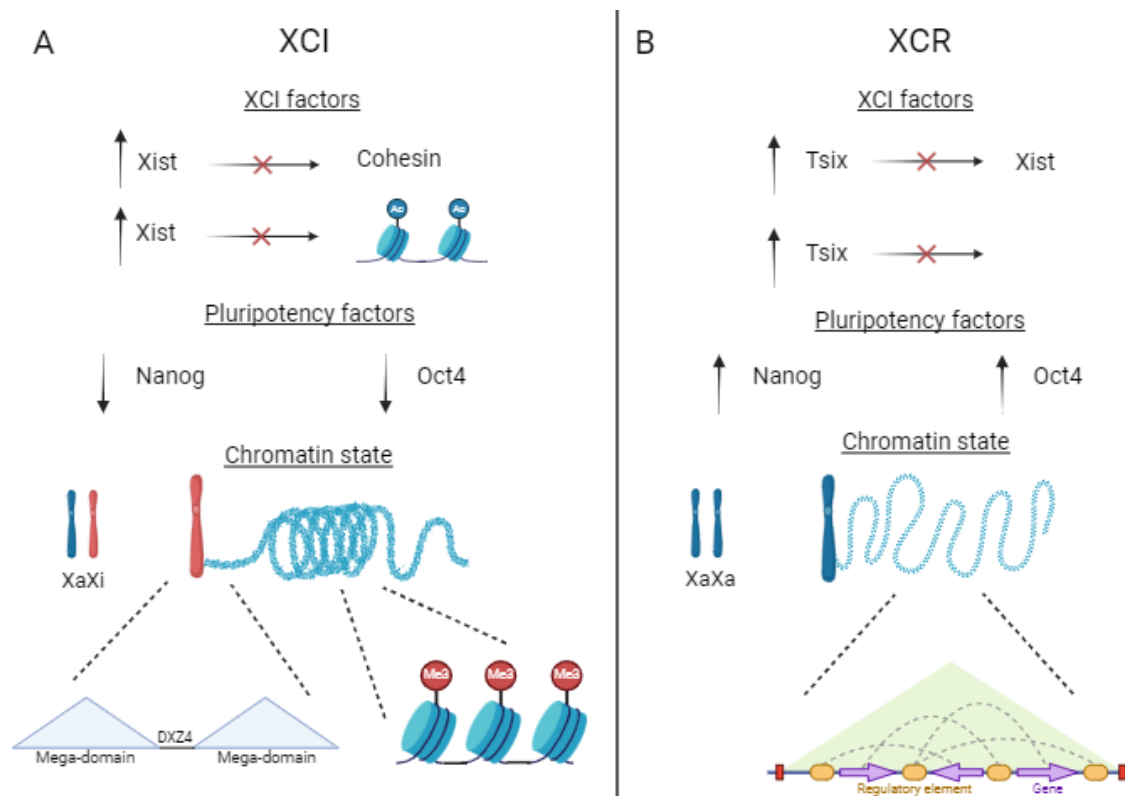 A
XCI
XCI factors
Xist
Cohesin
Xist
Ac
Ac
Pluripotency factors
Nanog
Oct4
Chromatin state
XaXi
Me3
Me3
Me3
DXZ4
Mega-domain
Mega-domain
B
XCR
XCI factors
Tsix
Xist
Tsix
Pluripotency factors
Nanog
Oct4
Chromatin state
XaXa
Regulatory element
Gene